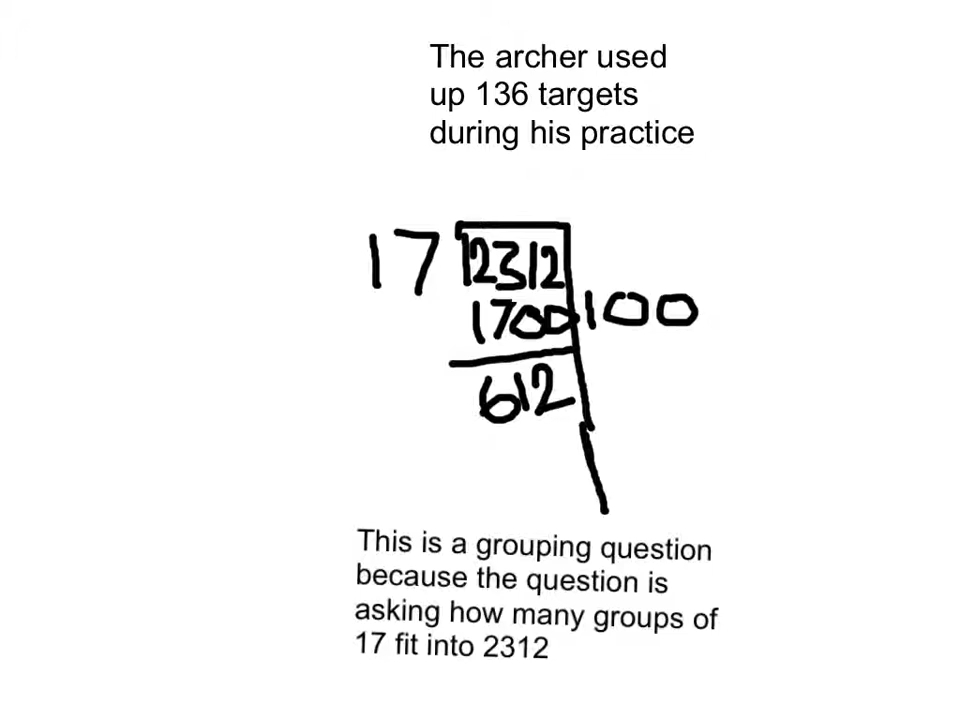 The archer used
up 136 targets
during his practice
17 2312
1700 100
612
This is a grouping question
because the question is
asking how many groups of
17 fit into 2312